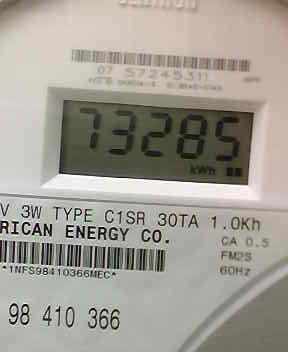 07 57245311
73285
kWh
V 3W TYPE C1SR 30TA 1.0Kh
RICAN ENERGY CO.
CA 0.5
FM2S
60Hz
*1NFS98410366MEC*
98 410 366